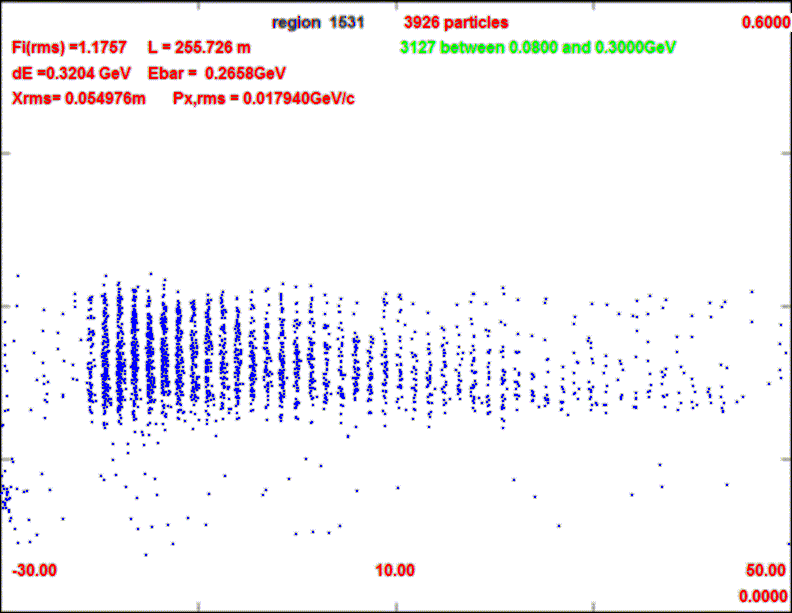 region 1531 3926 particles 0.6000
Fi(rms) =1.1757 L = 255.726 m 3127 between 0.0800 and 0.3000GeV
dE =0.3204 GeV Ebar = 0.2658GeV
Xrms= 0.054976m Px,rms = 0.017940GeV/c
-30.00 10.00 50.00
0.0000